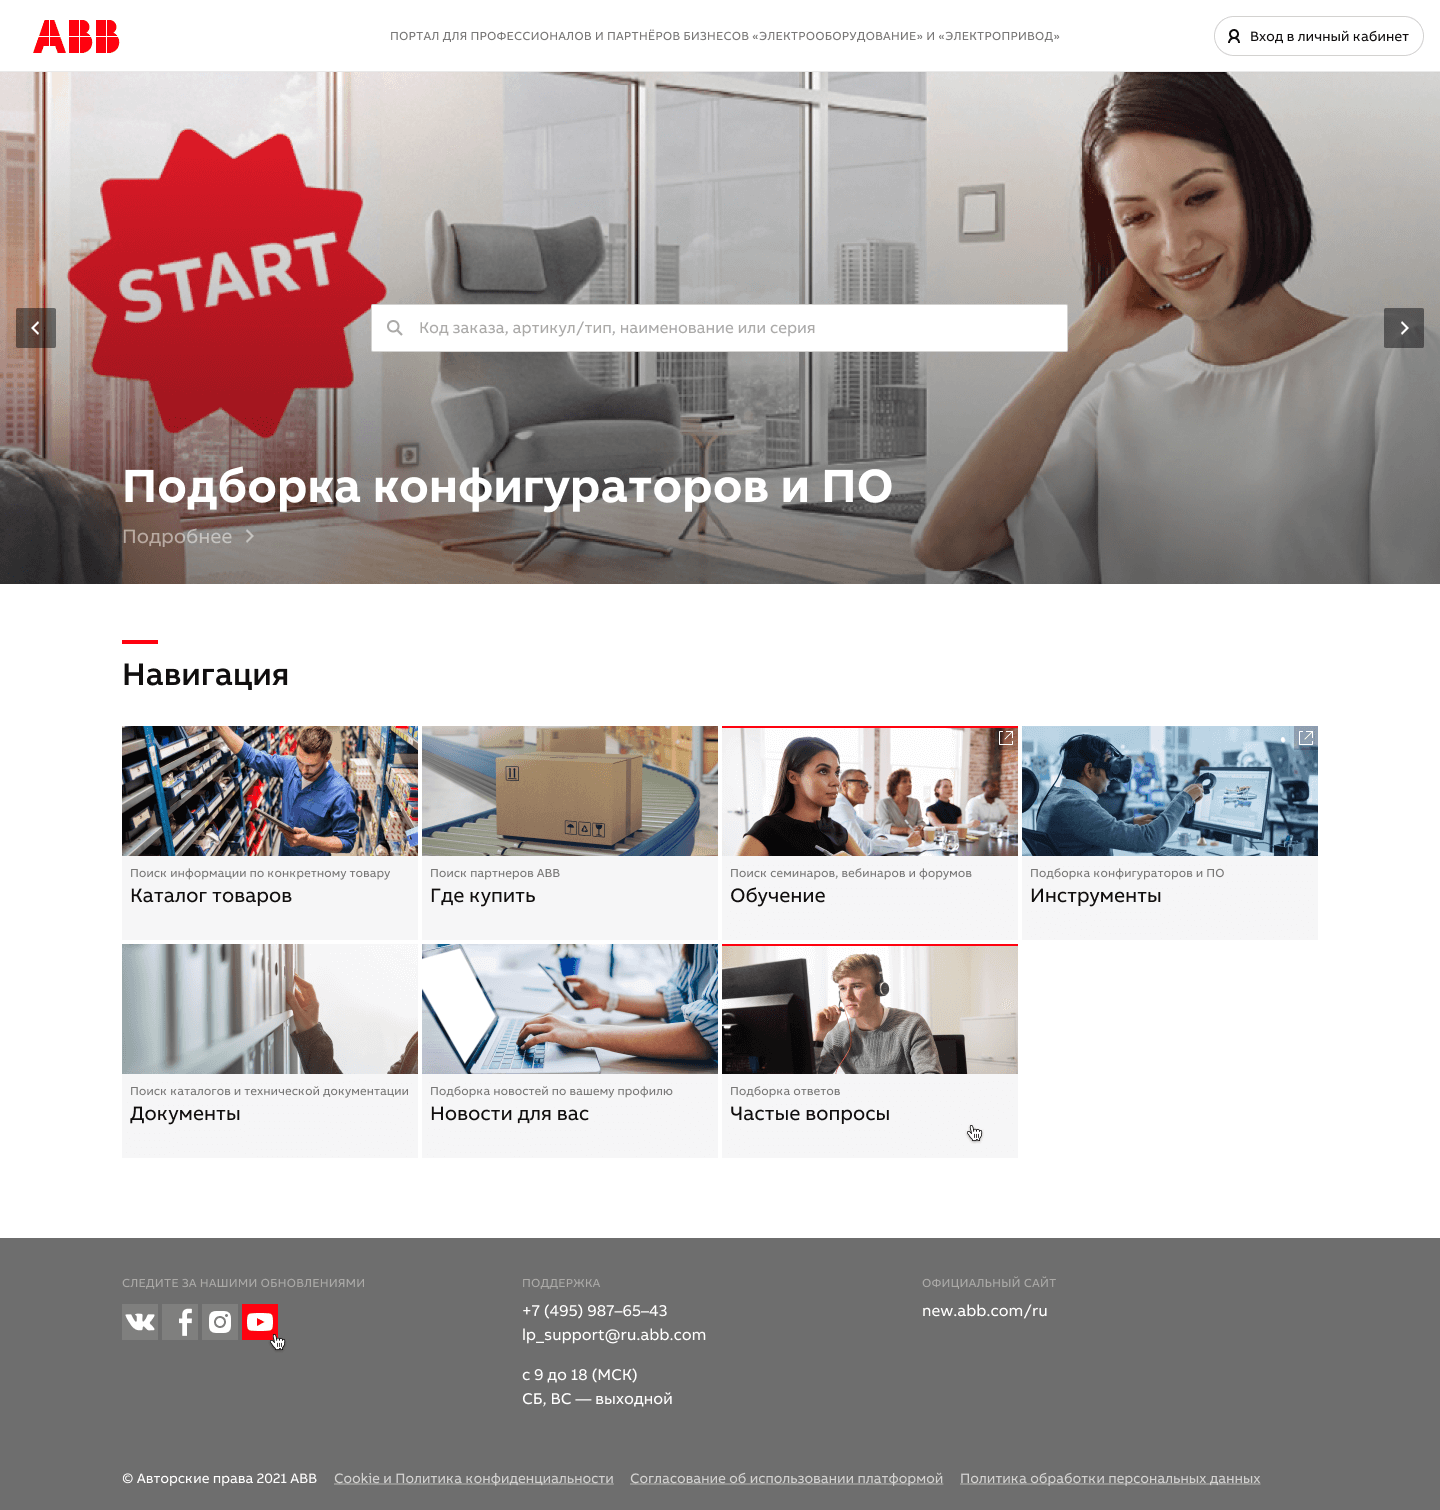 ABB
ПОРТАЛ ДЛЯ ПРОФЕССИОНАЛОВ И ПАРТНЁРОВ БИЗНЕСОВ «ЭЛЕКТРООБОРУДОВАНИЕ» И «ЭЛЕКТРОПРИВОД»
Вход в личный кабинет
START
Код заказа, артикул/тип, наименование или серия
Подборка конфигураторов и ПО
Подробнее
Навигация
Поиск информации по конкретному товару
Каталог товаров
Поиск партнеров ABB
Где купить
Поиск семинаров, вебинаров и форумов
Обучение
Подборка конфигураторов и ПО
Инструменты
Поиск каталогов и технической документации
Документы
Подборка новостей по вашему профилю
Новости для вас
Подборка ответов
Частые вопросы
СЛЕДИТЕ ЗА НАШИМИ ОБНОВЛЕНИЯМИ
ПОДДЕРЖКА
+7 (495) 987–65–43
lp_support@ru.abb.com
с 9 до 18 (МСК)
СБ, ВС — выходной
ОФИЦИАЛЬНЫЙ САЙТ
new.abb.com/ru
© Авторские права 2021 ABB
Cookie и Политика конфиденциальности
Согласование об использовании платформой
Политика обработки персональных данных